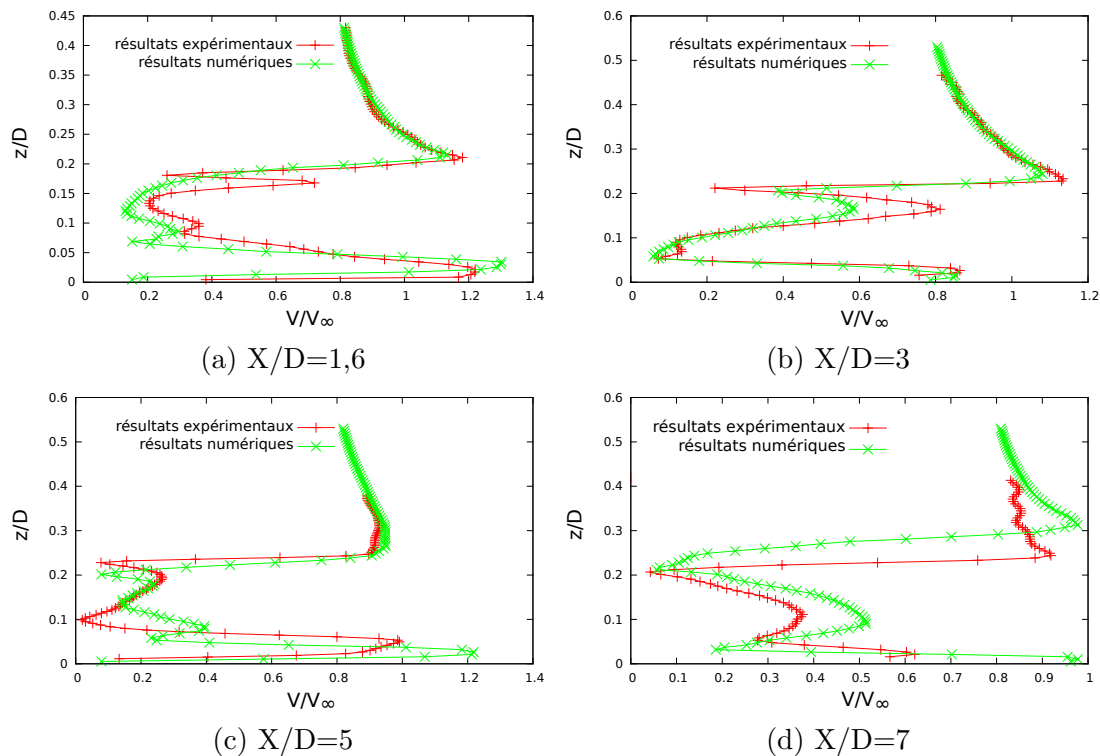 0.45
0.4
0.35
0.3
0.25
0.2
0.15
0.1
0.05
0
z/D
résultats expérimentaux
résultats numériques
0 0.2 0.4 0.6 0.8 1 1.2 1.4
V/V∞
(a) X/D=1,6
0.6
0.5
0.4
0.3
0.2
0.1
0
z/D
résultats expérimentaux
résultats numériques
0 0.2 0.4 0.6 0.8 1 1.2
V/V∞
(b) X/D=3
0.6
0.5
0.4
0.3
0.2
0.1
0
z/D
résultats expérimentaux
résultats numériques
0 0.2 0.4 0.6 0.8 1 1.2 1.4
V/V∞
(c) X/D=5
0.6
0.5
0.4
0.3
0.2
0.1
0
z/D
résultats expérimentaux
résultats numériques
0 0.1 0.2 0.3 0.4 0.5 0.6 0.7 0.8 0.9 1
V/V∞
(d) X/D=7